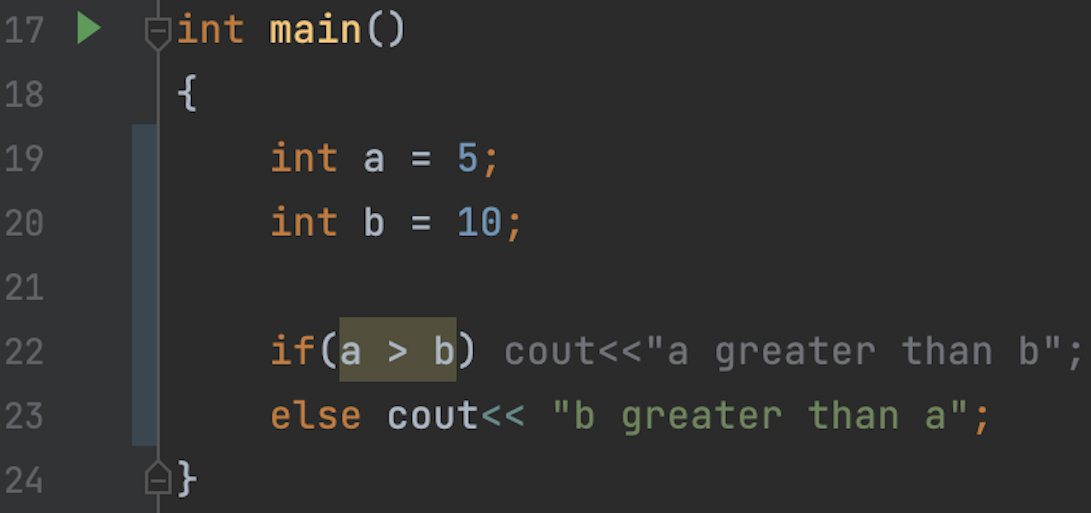 17 int main()
18 {
19     int a = 5;
20     int b = 10;
21
22     if(a > b) cout<<"a greater than b";
23     else cout<< "b greater than a";
24 }